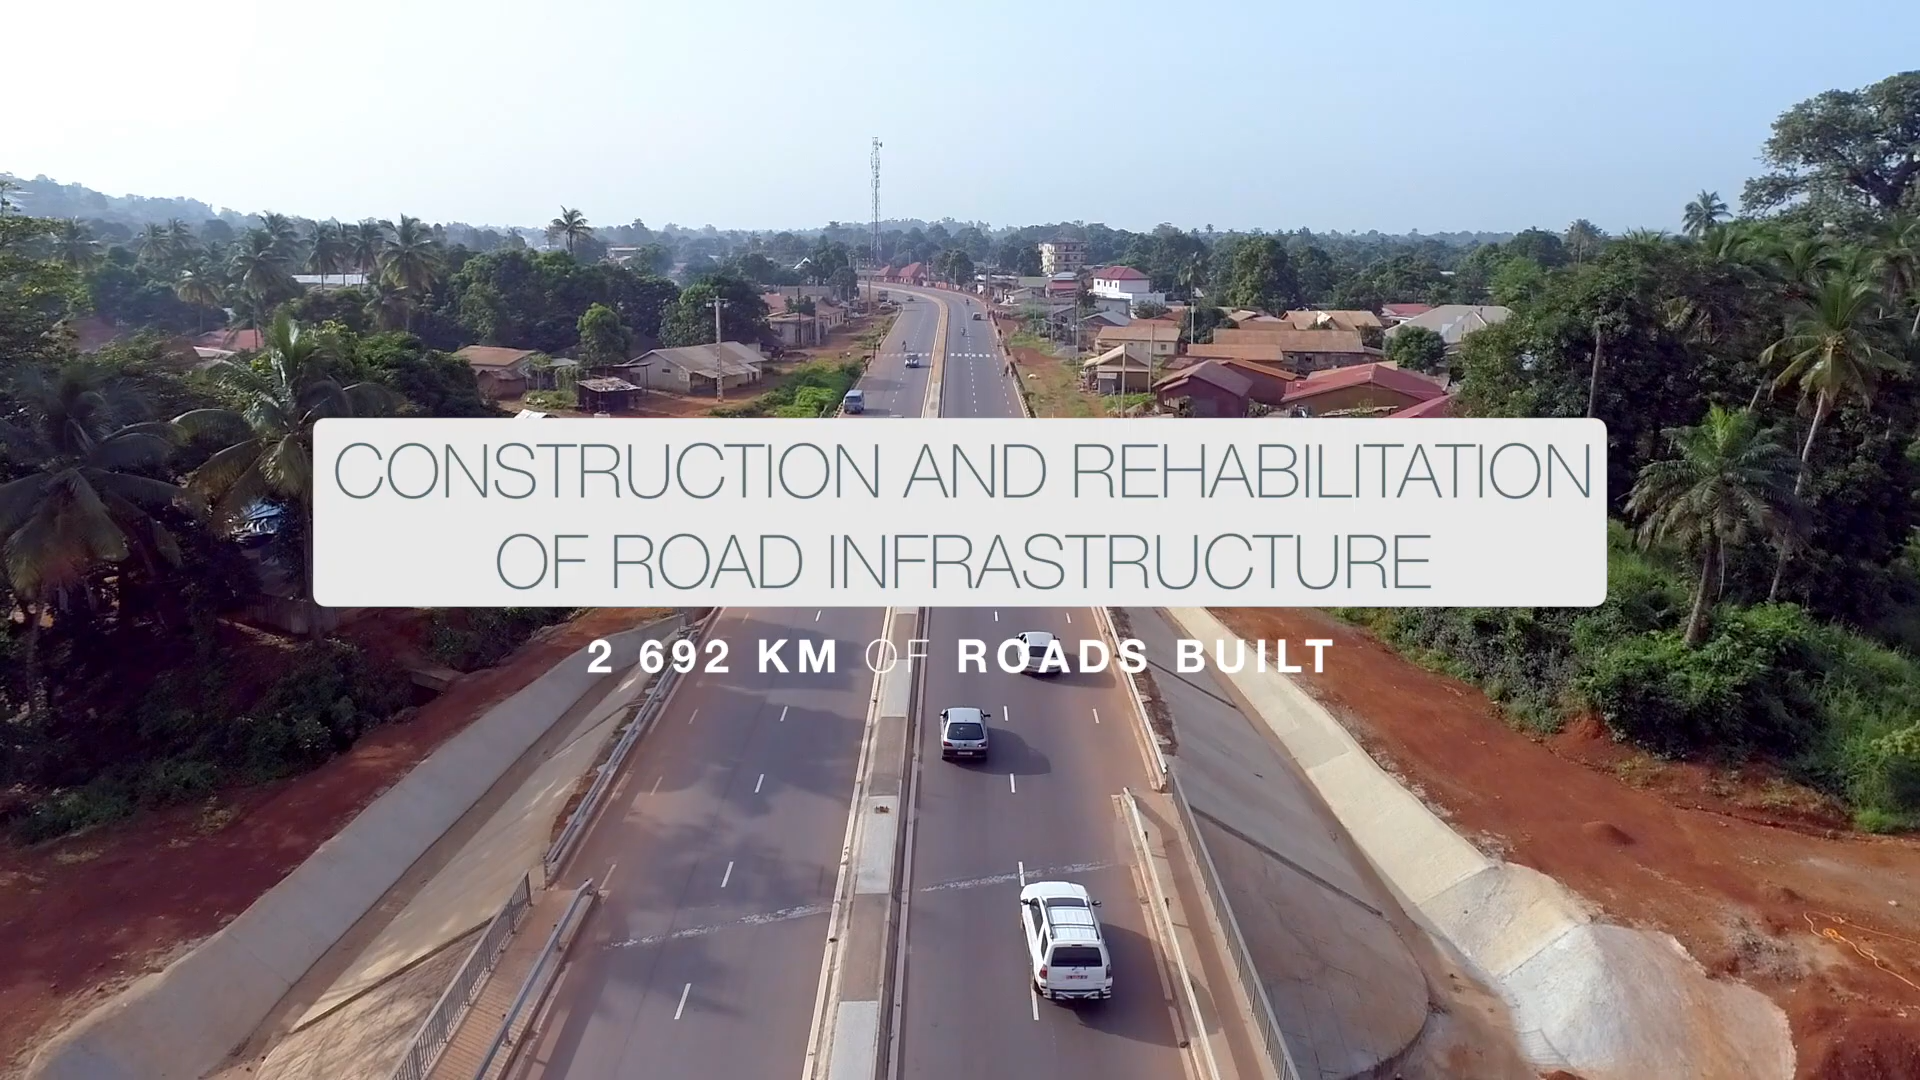 CONSTRUCTION AND REHABILITATION
OF ROAD INFRASTRUCTURE
2 692 KM OF ROADS BUILT